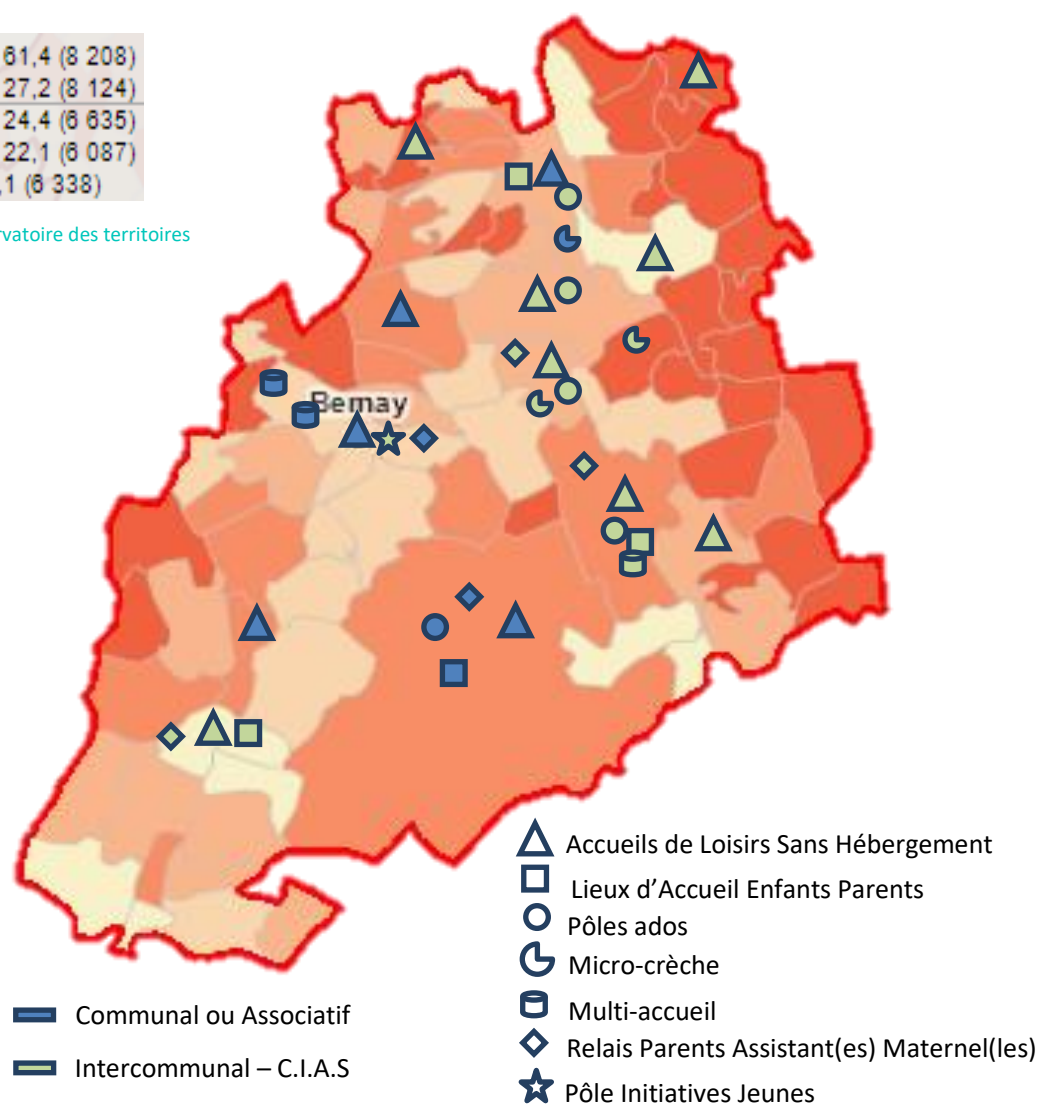 61,4 (8 208)
27,2 (8 124)
24,4 (6 635)
22,1 (6 087)
,1 (6 338)
rvatoire des territoires
Bernay
Accueils de Loisirs Sans Hébergement
Lieux d'Accueil Enfants Parents
Pôles ados
Micro-crèche
Multi-accueil
Relais Parents Assistant(es) Maternel(les)
Pôle Initiatives Jeunes
Communal ou Associatif
Intercommunal – C.I.A.S